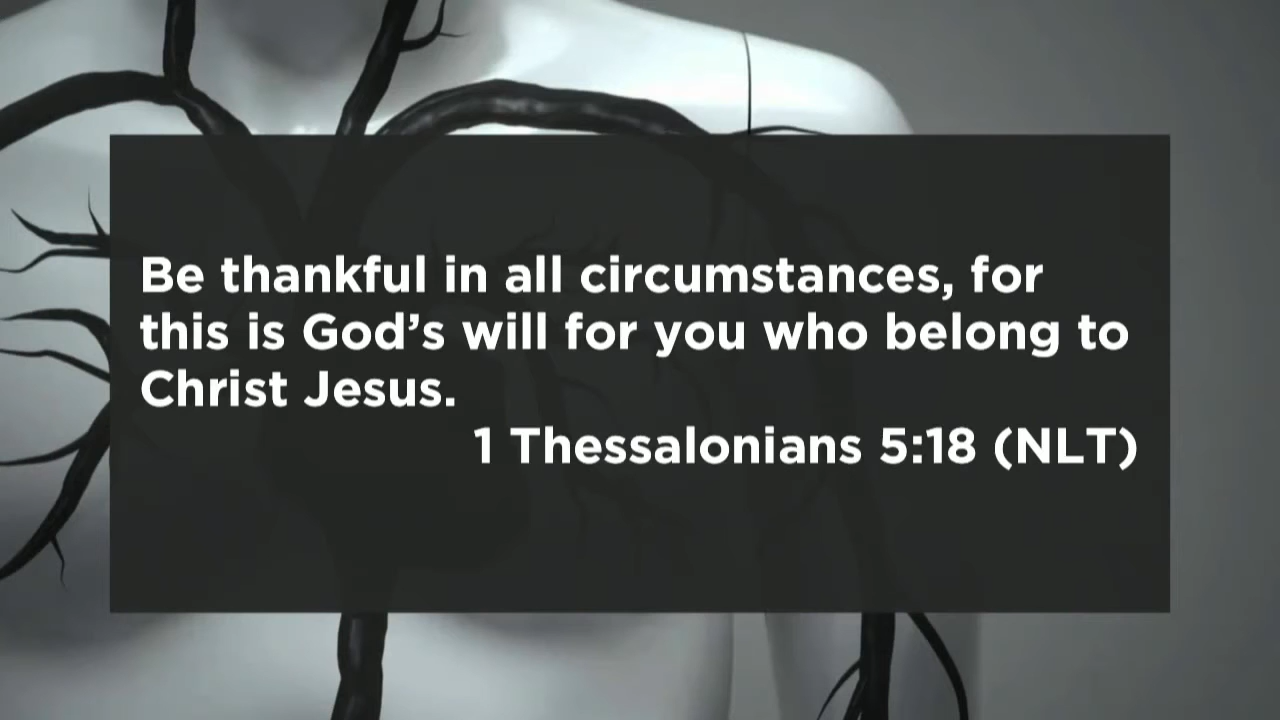 Be thankful in all circumstances, for
this is God’s will for you who belong to
Christ Jesus.
1 Thessalonians 5:18 (NLT)